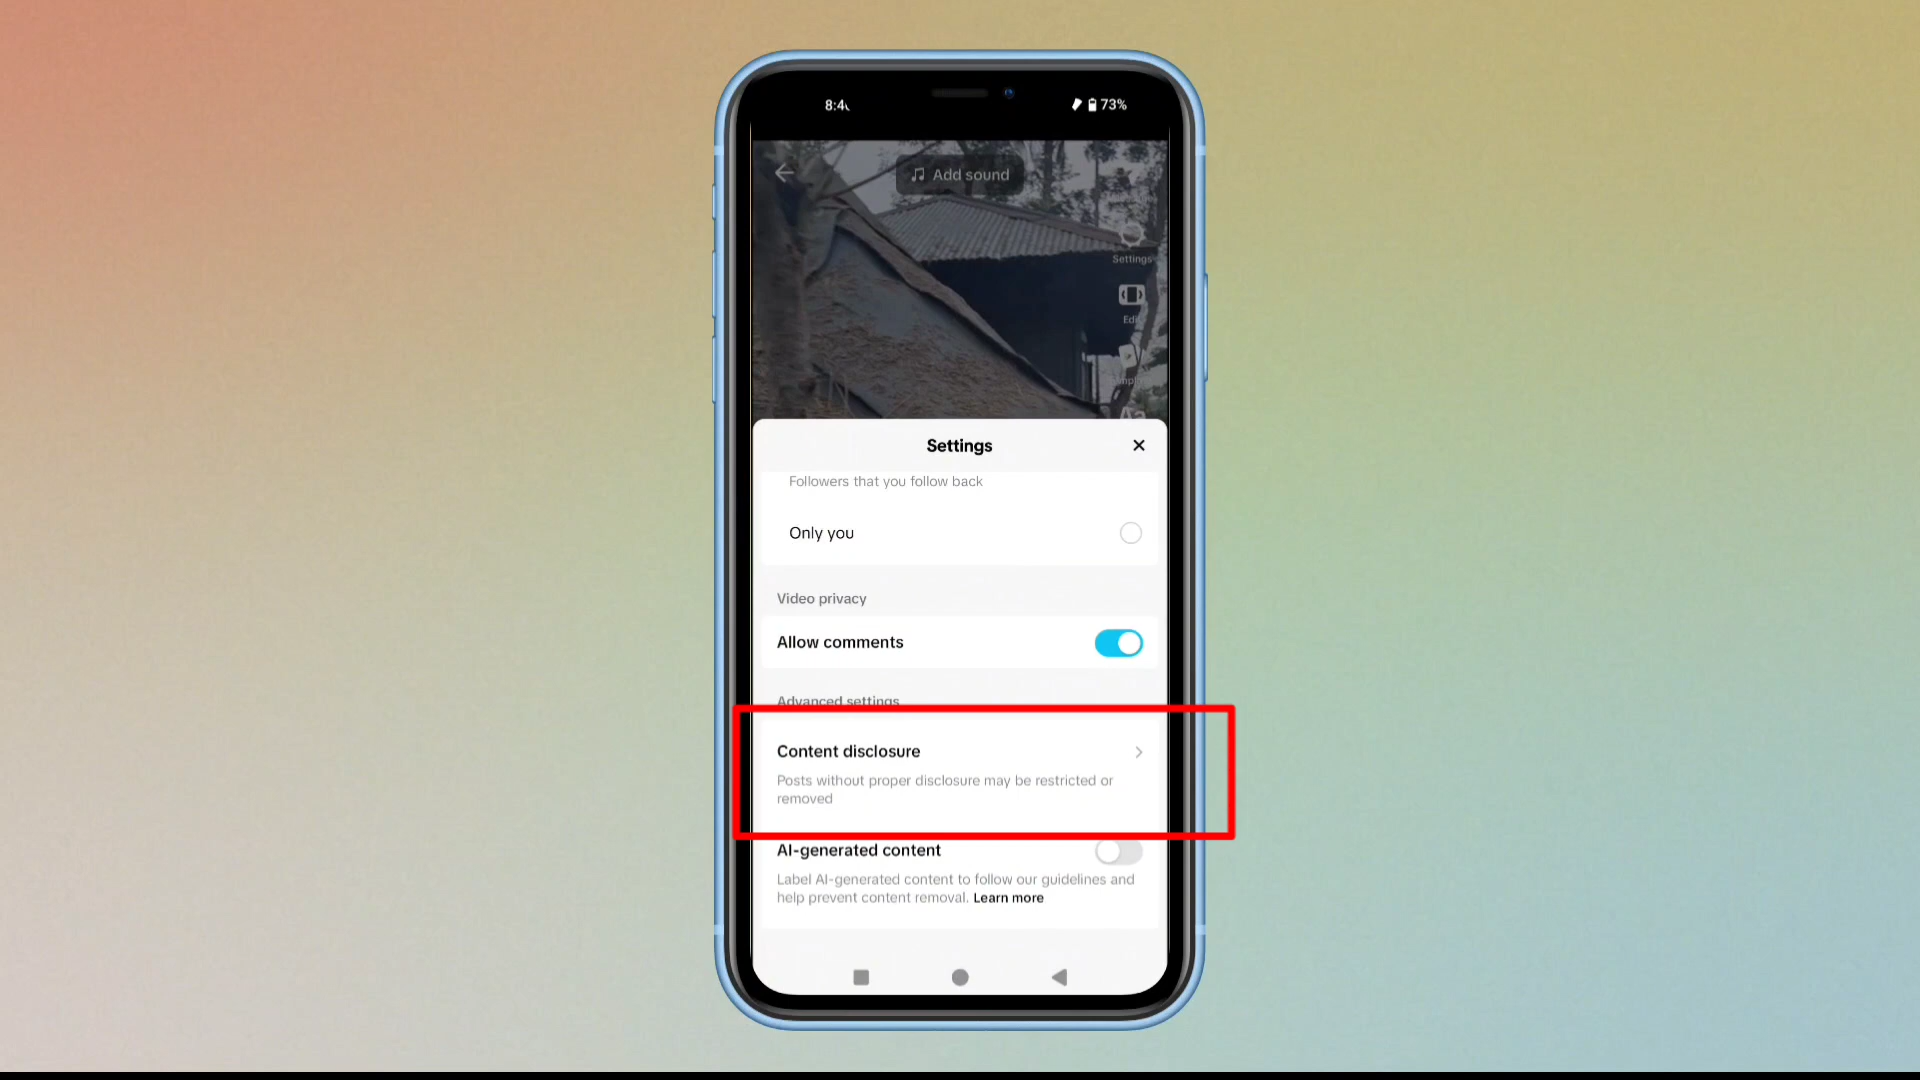 73%
Add sound
Settings
Settings
Followers that you follow back
Only you
Video privacy
Allow comments
Advanced settings
Content disclosure
Posts without proper disclosure may be restricted or
removed
AI-generated content
Label AI-generated content to follow our guidelines and
help prevent content removal. Learn more